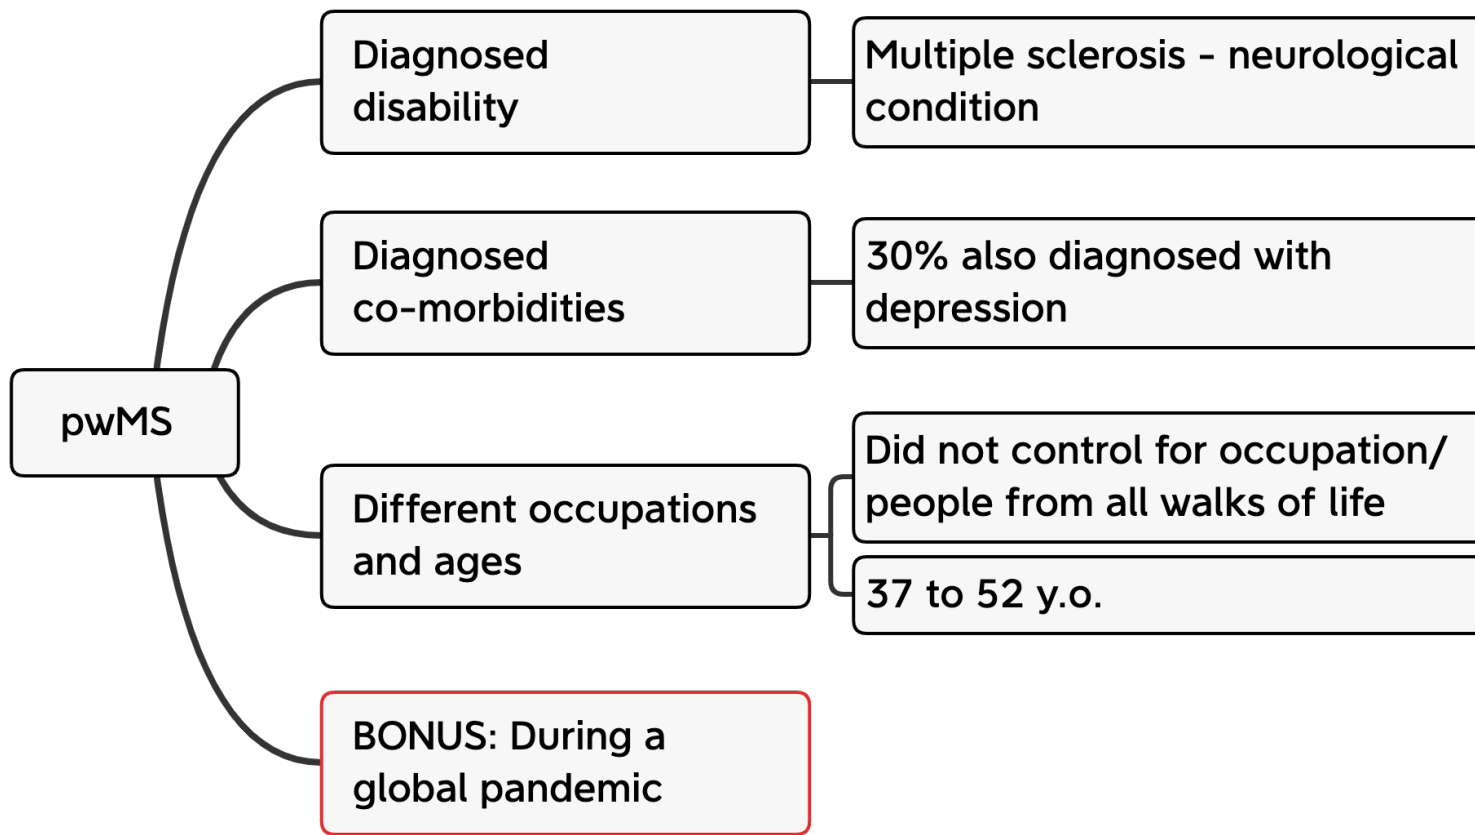 pwMS
Diagnosed
disability
Multiple sclerosis - neurological
condition
Diagnosed
co-morbidities
30% also diagnosed with
depression
Different occupations
and ages
Did not control for occupation/
people from all walks of life
37 to 52 y.o.
BONUS: During a
global pandemic